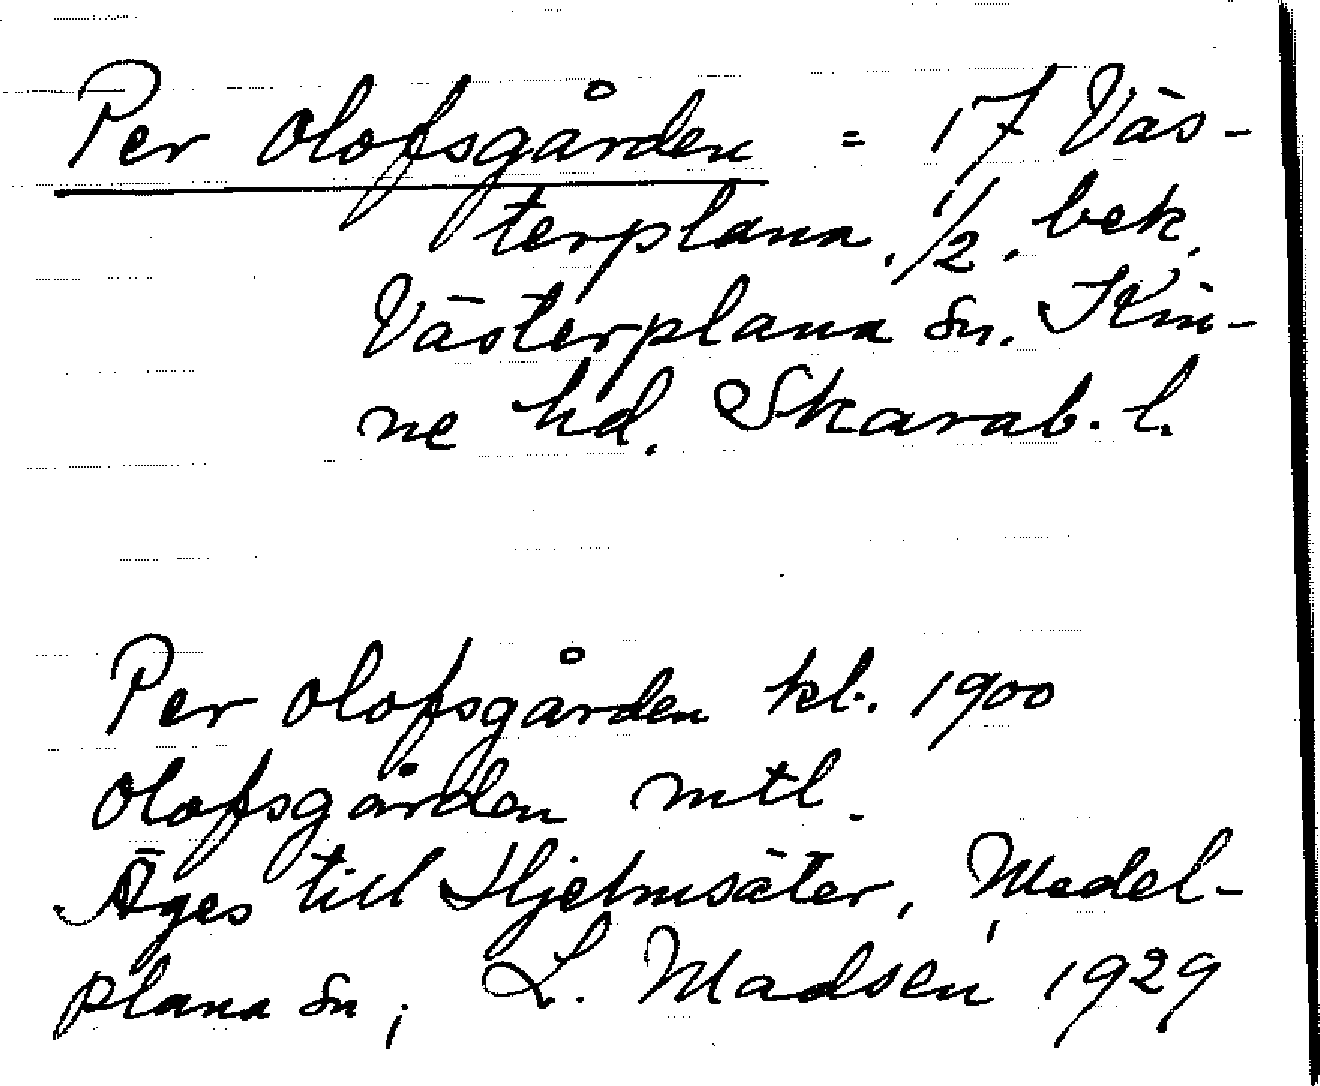 Per Olofsgården = 17 Väs-
terplana. 1/2. bek.
Västerplana sn. Kin-
ne hd. Skarab. l.
Per Olofsgården kl. 1900
Olofsgården mtl.
Äges till Hjelmsäter, Medel-
plana sn; L. Madsen 1929